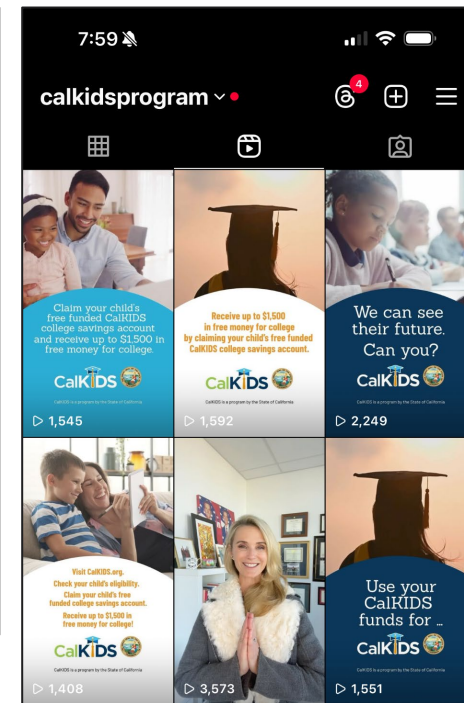 7:59
calkidsprogram
4
Claim your child's
free funded CalKIDS
college savings account
and receive up to $1,500 in
free money for college.
CalKIDS
CalKIDS is a program by the State of California
1,545
Receive up to $1,500
in free money for college
by claiming your child's free funded
CalKIDS college savings account.
CalKIDS
CalKIDS is a program by the State of California
1,592
We can see
their future.
Can you?
CalKIDS
CalKIDS is a program by the State of California
2,249
Visit CalKIDS.org.
Check your child's eligibility.
Claim your child's free
funded college savings account.
Receive up to $1,500 in
free money for college!
CalKIDS
CalKIDS is a program by the State of California
1,408
3,573
Use your
CalKIDS
funds for ...
CalKIDS
CalKIDS is a program by the State of California
1,551